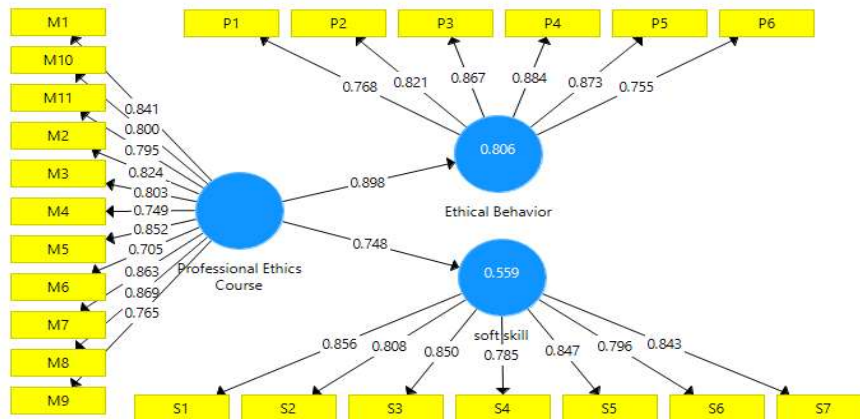 M1
M10
M11
M2
M3
M4
M5
M6
M7
M8
M9
0.841
0.800
0.795
0.824
0.803
0.749
0.852
0.705
0.863
0.869
0.765
Professional Ethics
Course
0.898
0.748
P1
P2
P3
P4
P5
P6
0.768
0.821
0.867
0.884
0.873
0.755
0.806
Ethical Behavior
0.559
soft skill
0.856
0.808
0.850
0.785
0.847
0.796
0.843
S1
S2
S3
S4
S5
S6
S7